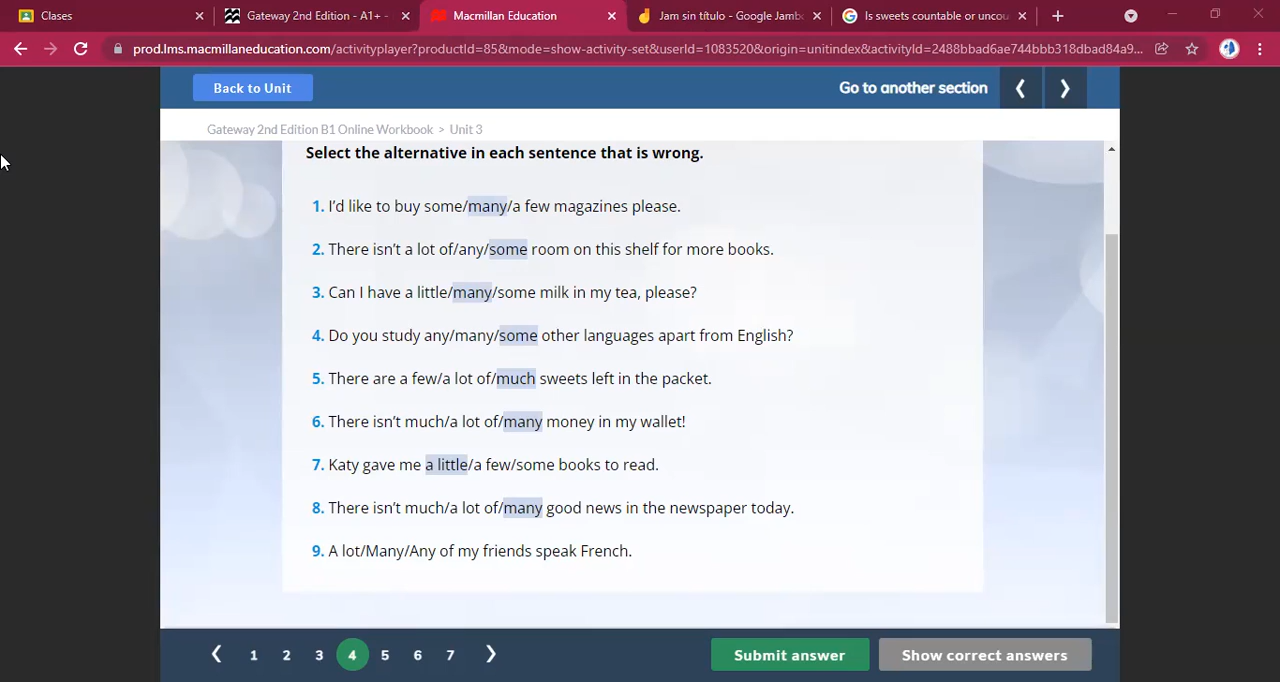 Clases
Gateway 2nd Edition - A1+ -
Macmillan Education
Jam sin título - Google Jamb
Is sweets countable or uncou
prod.lms.macmillaneducation.com/activityplayer?productId=85&mode=show-activity-set&userId=1083520&origin=unitindex&activityId=2488bbad6ae744bbb318dbad84a9...
Back to Unit
Go to another section
Gateway 2nd Edition B1 Online Workbook > Unit 3
Select the alternative in each sentence that is wrong.
1. I'd like to buy some/many/a few magazines please.
2. There isn't a lot of/any/some room on this shelf for more books.
3. Can I have a little/many/some milk in my tea, please?
4. Do you study any/many/some other languages apart from English?
5. There are a few/a lot of/much sweets left in the packet.
6. There isn't much/a lot of/many money in my wallet!
7. Katy gave me a little/a few/some books to read.
8. There isn't much/a lot of/many good news in the newspaper today.
9. A lot/Many/Any of my friends speak French.
1 2 3 4 5 6 7
Submit answer
Show correct answers